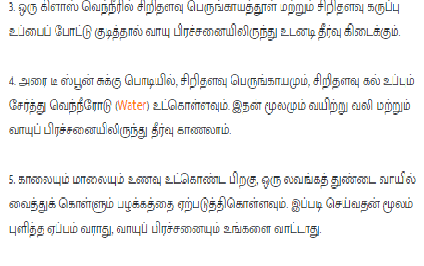 3. ஒரு கிளாஸ் வெந்நீரில் சிறிதளவு பெருங்காயத்தூள் மற்றும் சிறிதளவு கருப்பு
உப்பைப் போட்டு குடித்தால் வாயு பிரச்சனையிலிருந்து உடனடி தீர்வு கிடைக்கும்.
4. அரை டீ ஸ்பூன் சுக்கு பொடியில், சிறிதளவு பெருங்காயமும், சிறிதளவு கல் உப்பும்
சேர்த்து வெந்நீரோடு (Water) உட்கொள்ளவும். இதன் மூலமும் வயிற்று வலி மற்றும்
வாயுப் பிரச்சனையிலிருந்து தீர்வு காணலாம்.
5. காலையும் மாலையும் உணவு உட்கொண்ட பிறகு, ஒரு லவங்கத் துண்டை வாயில்
வைத்துக் கொள்ளும் பழக்கத்தை ஏற்படுத்திகொள்ளவும். இப்படி செய்வதன் மூலம்
புளித்த ஏப்பம் வராது, வாயுப் பிரச்சனையும் உங்களை வாட்டாது.